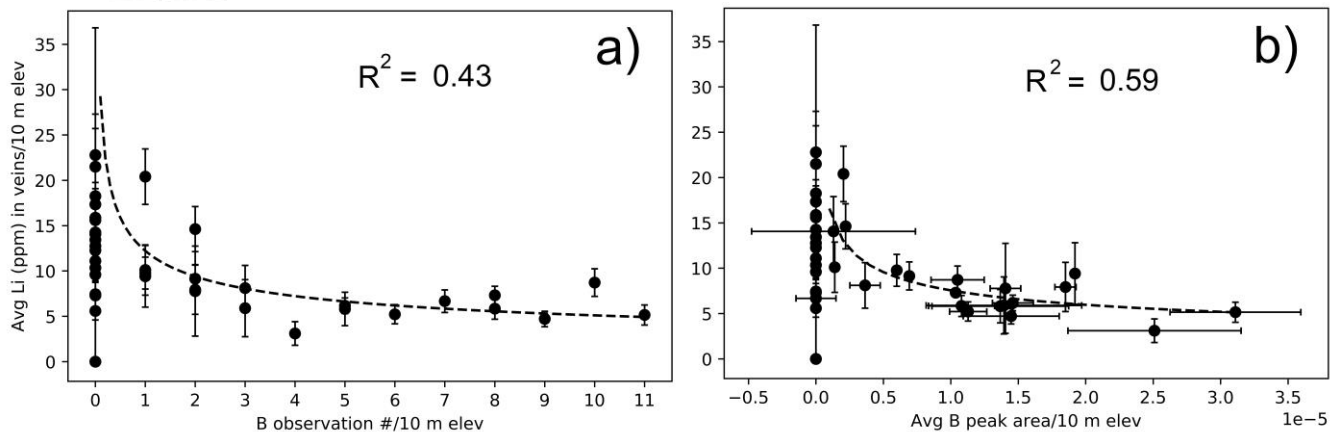 a)
R2 = 0.43
35
30
25
20
15
10
5
0
Avg Li (ppm) in veins/10 m elev
0 1 2 3 4 5 6 7 8 9 10 11
B observation #/10 m elev
b)
R2 = 0.59
35
30
25
20
15
10
5
0
−0.5 0.0 0.5 1.0 1.5 2.0 2.5 3.0 3.5
1e−5
Avg B peak area/10 m elev